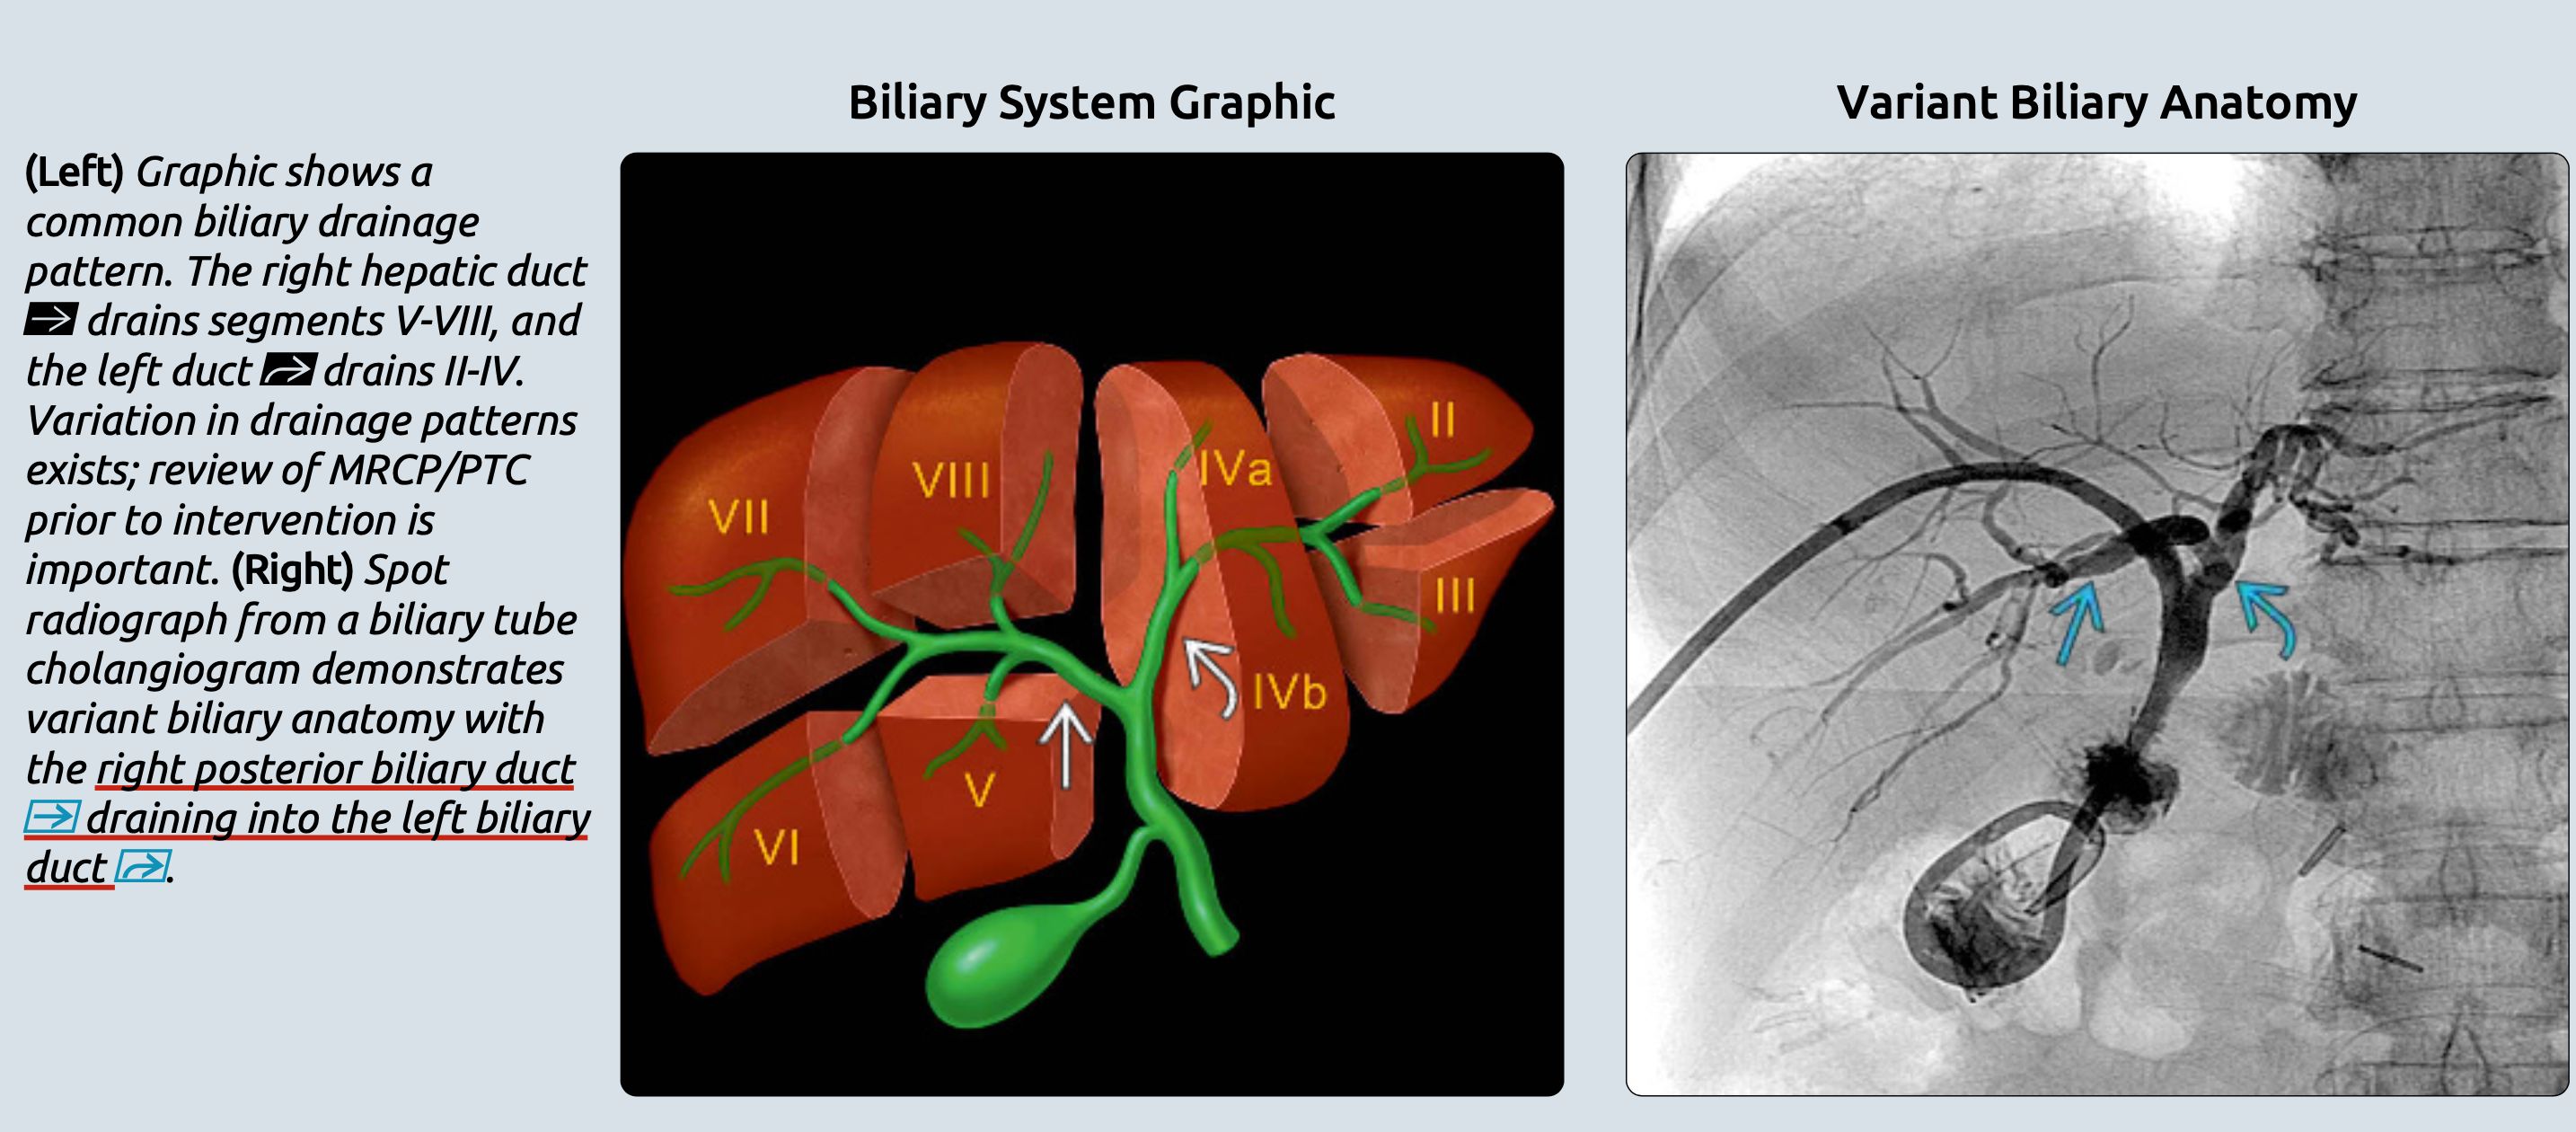 Biliary System Graphic
Variant Biliary Anatomy
(Left) Graphic shows a
common biliary drainage
pattern. The right hepatic duct
drains segments V-VIII, and
the left duct drains II-IV.
Variation in drainage patterns
exists; review of MRCP/PTC
prior to intervention is
important. (Right) Spot
radiograph from a biliary tube
cholangiogram demonstrates
variant biliary anatomy with
the right posterior biliary duct
draining into the left biliary
duct .
II
IVa
VIII
VII
III
IVb
V
VI